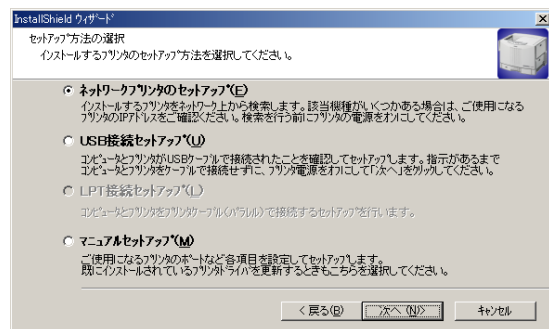 InstallShield ウィザード
セットアップ方法の選択
インストールするプリンタのセットアップ方法を選択してください。
ネットワークプリンタのセットアップ(E)
インストールするプリンタをネットワーク上から検索します。該当機種がいくつかある場合は、ご使用になる
プリンタのIPアドレスをご確認ください。検索を行う前にプリンタの電源をオンにしてください。
USB接続セットアップ(U)
コンピュータとプリンタがUSBケーブルで接続されたことを確認してセットアップします。指示があるまで
コンピュータとプリンタをケーブルで接続せずに、プリンタ電源をオフにして「次へ」をクリックしてください。
LPT接続セットアップ(L)
コンピュータとプリンタをプリンタケーブル(パラレル)で接続するセットアップを行います。
マニュアルセットアップ(M)
ご使用になるプリンタのポートなど各項目を設定してセットアップします。
既にインストールされているプリンタドライバを更新するときもこちらを選択してください。
< 戻る(B) 次へ (N)> キャンセル